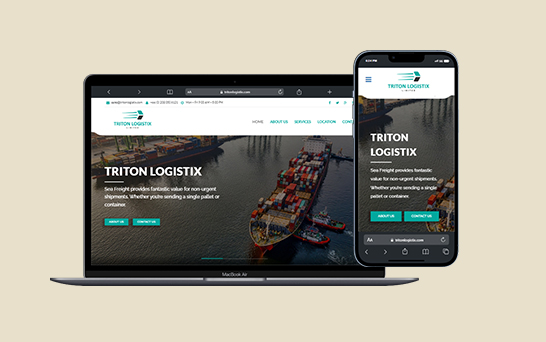 TRITON LOGISTIX
LIMITED
HOME ABOUT US SERVICES LOCATION
TRITON LOGISTIX
Sea Freight provides fantastic value for non-urgent
shipments. Whether you're sending a single pallet or
container.
ABOUT US CONTACT US
MacBook Air
TRITON LOGISTIX
LIMITED
TRITON
LOGISTIX
Sea Freight provides fantastic
value for non-urgent shipments.
Whether you're sending a single
pallet or container.
ABOUT US CONTACT US
AA tritonlogistix.com